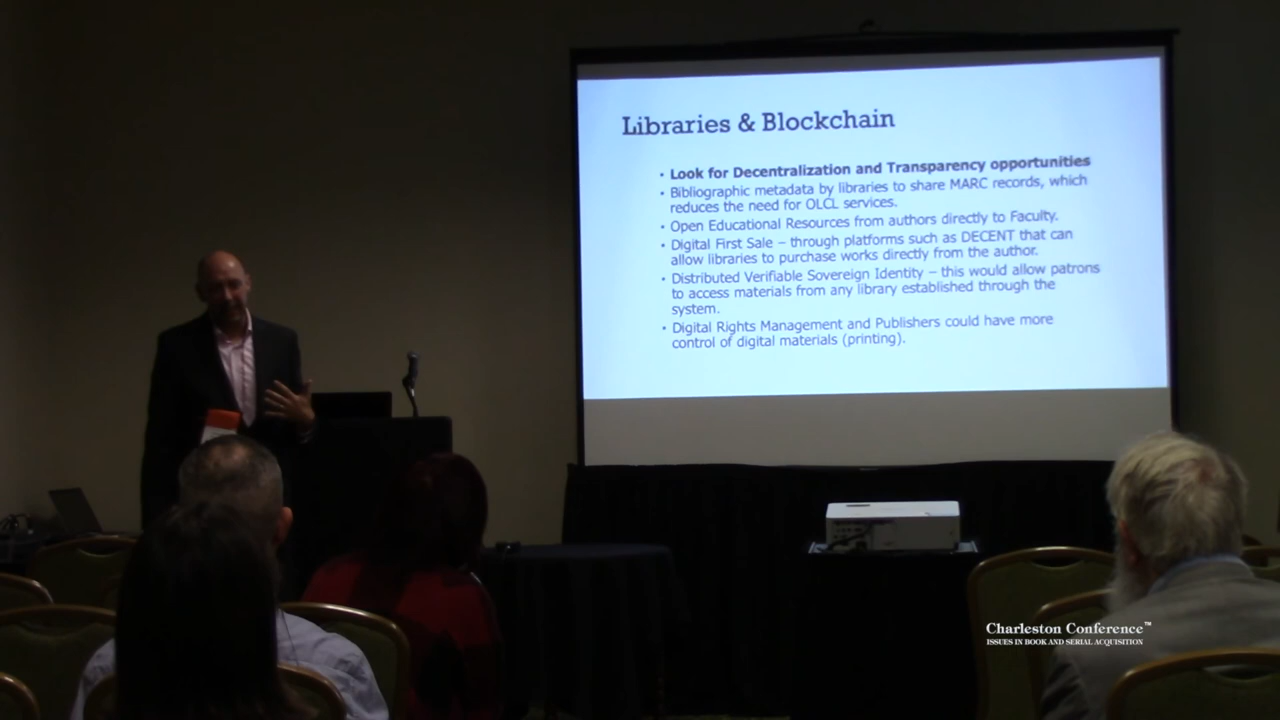 Libraries & Blockchain
• Look for Decentralization and Transparency opportunities
• Bibliographic metadata by libraries to share MARC records, which
reduces the need for OLCL services.
• Open Educational Resources from authors directly to Faculty.
• Digital First Sale – through platforms such as DECENT that can
allow libraries to purchase works directly from the author.
• Distributed Verifiable Sovereign Identity – this would allow patrons
to access materials from any library established through the
system.
• Digital Rights Management and Publishers could have more
control of digital materials (printing).
Charleston Conference™
ISSUES IN BOOK AND SERIAL ACQUISITION